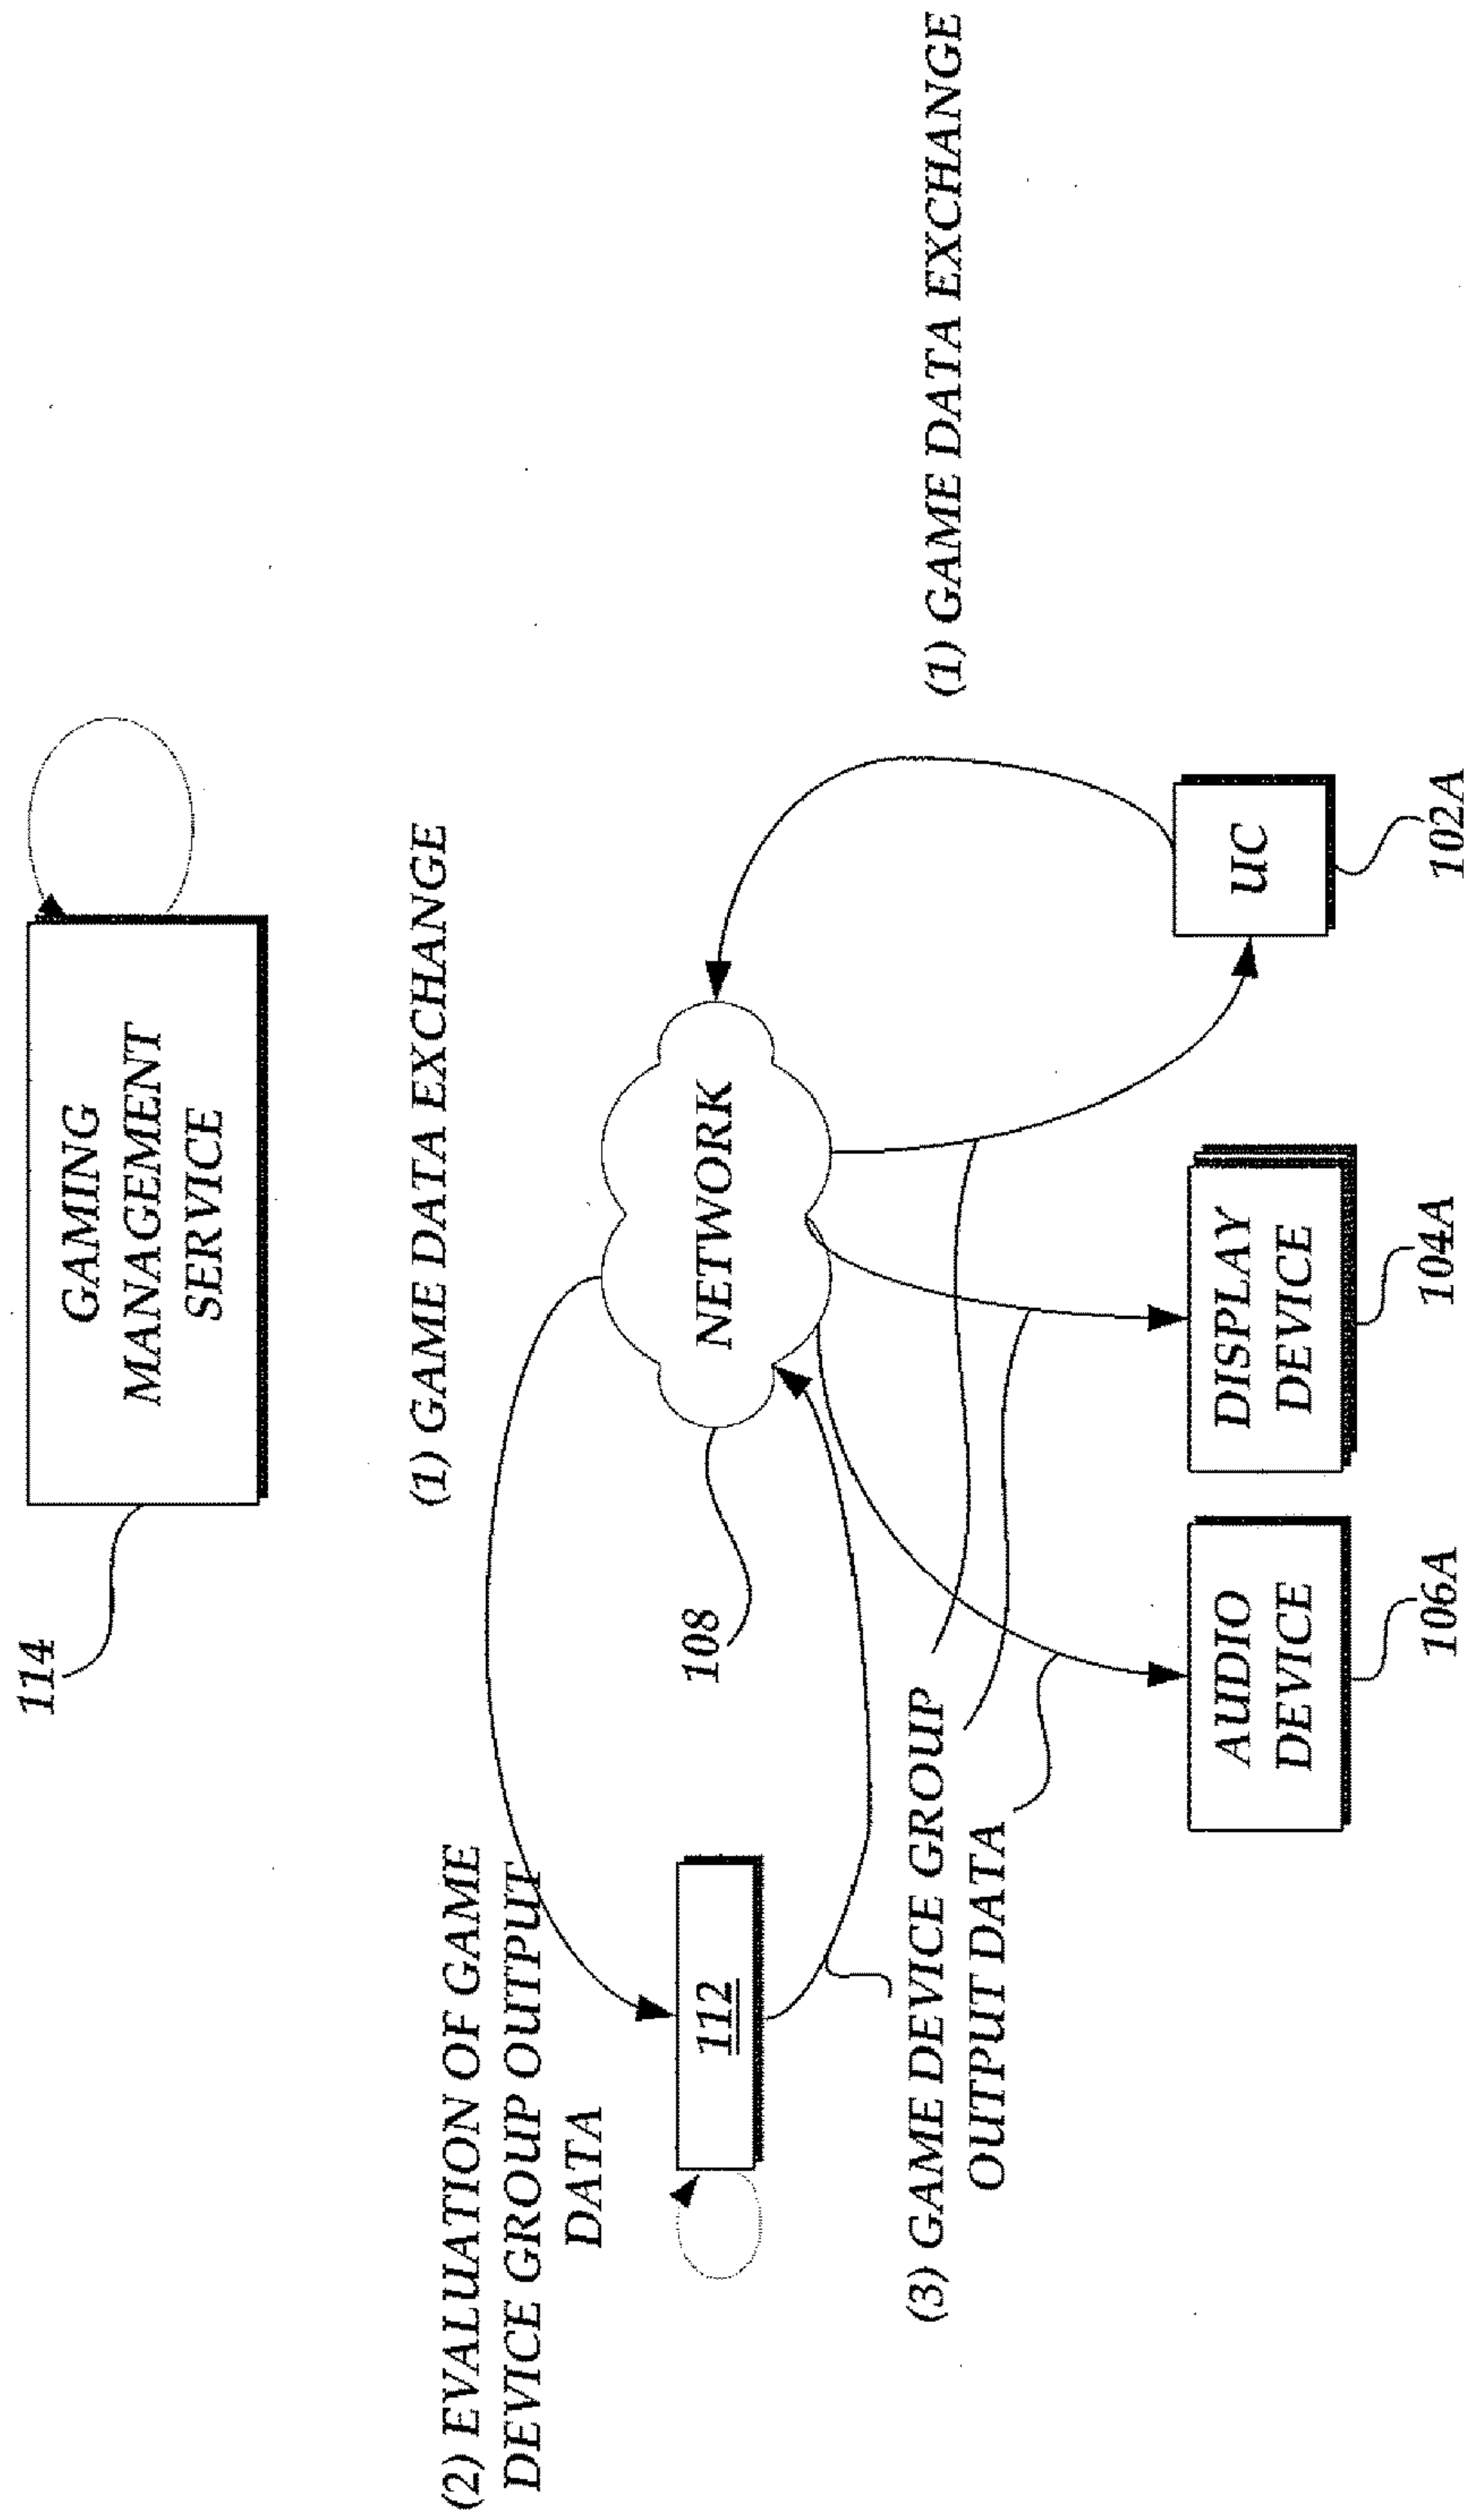 114
GAMING
MANAGEMENT
SERVICE
(1) GAME DATA EXCHANGE
(2) EVALUATION OF GAME
DEVICE GROUP OUTPUT
DATA
112
108
NETWORK
(1) GAME DATA EXCHANGE
(3) GAME DEVICE GROUP
OUTPUT DATA
AUDIO
DEVICE
106A
DISPLAY
DEVICE
104A
UC
102A